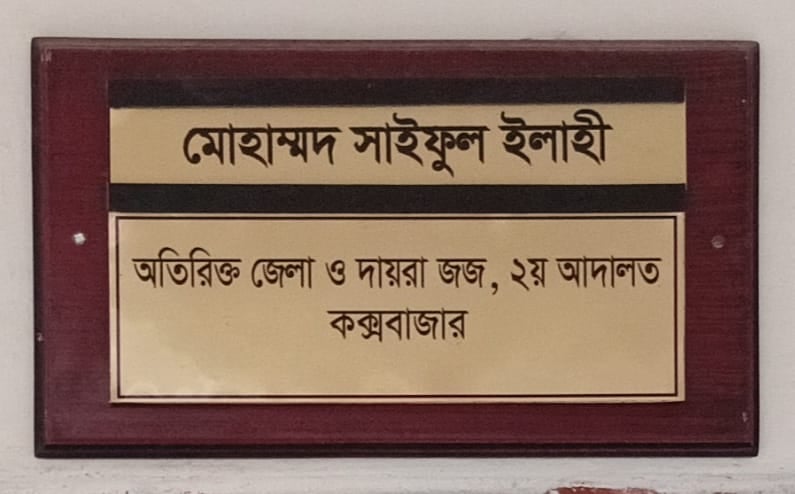 মোহাম্মদ সাইফুল ইলাহী
অতিরিক্ত জেলা ও দায়রা জজ, ২য় আদালত
কক্সবাজার